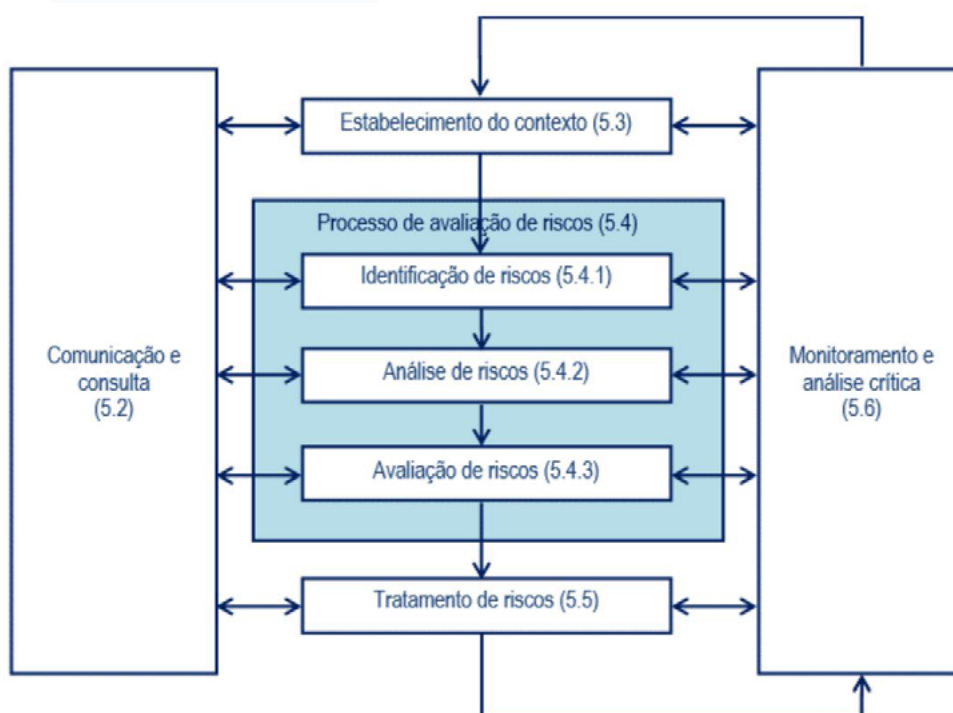 Estabelecimento do contexto (5.3)
Processo de avaliação de riscos (5.4)
Identificação de riscos (5.4.1)
Comunicação e
consulta
(5.2)
Análise de riscos (5.4.2)
Monitoramento e
análise crítica
(5.6)
Avaliação de riscos (5.4.3)
Tratamento de riscos (5.5)